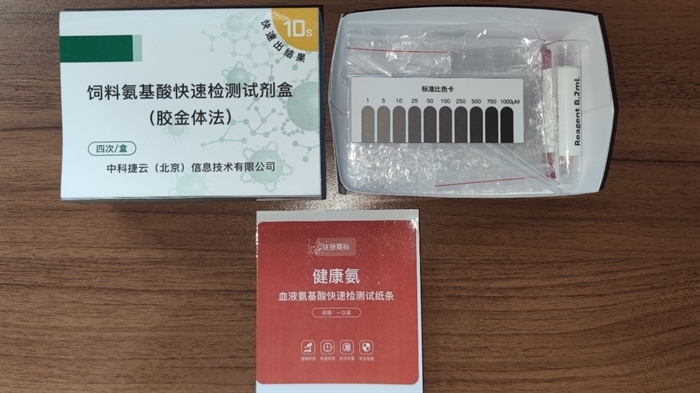 10s
快速出结果
饲料氨基酸快速检测试剂盒
（胶金体法）
四次/盒
中科捷云（北京）信息技术有限公司
标准比色卡
1 5 10 25 50 100 250 500 750 1000μM
Reagent B, 2mL
注册商标
健康氨
血液氨基酸快速检测试纸条